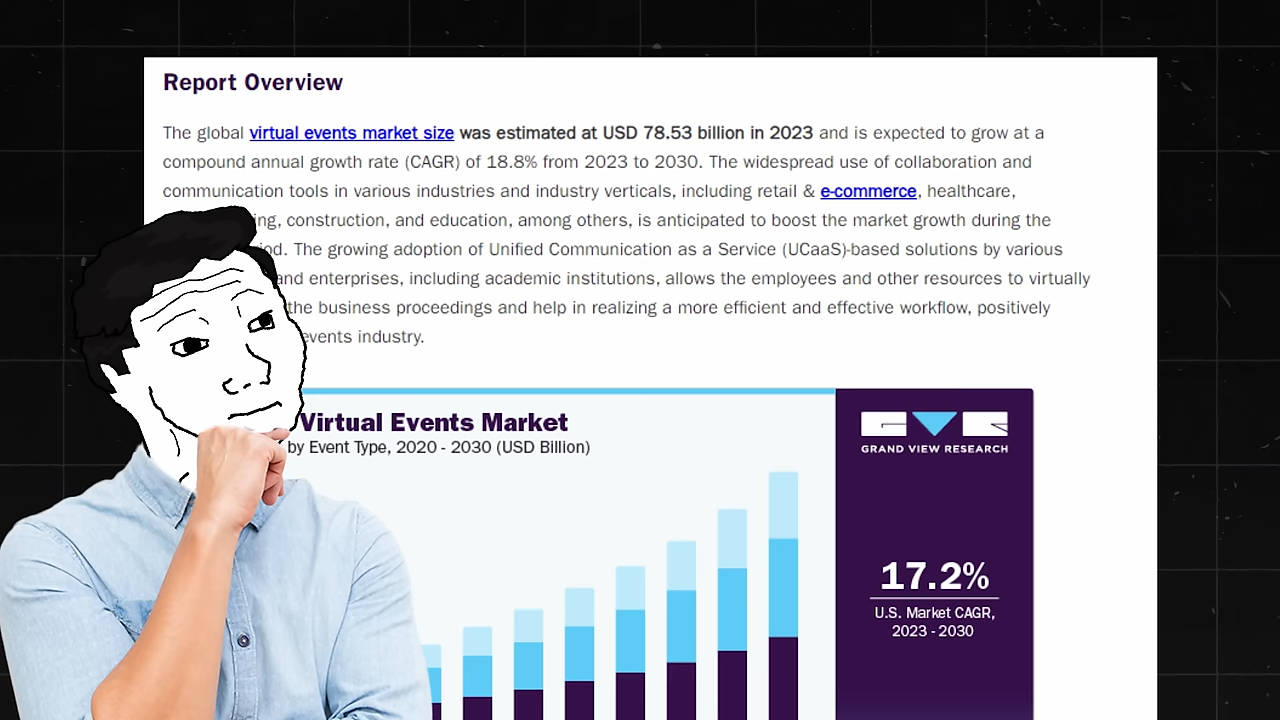 Report Overview
The global virtual events market size was estimated at USD 78.53 billion in 2023 and is expected to grow at a
compound annual growth rate (CAGR) of 18.8% from 2023 to 2030. The widespread use of collaboration and
communication tools in various industries and industry verticals, including retail & e-commerce, healthcare,
construction, and education, among others, is anticipated to boost the market growth during the
The growing adoption of Unified Communication as a Service (UCaaS)-based solutions by various
and enterprises, including academic institutions, allows the employees and other resources to virtually
the business proceedings and help in realizing a more efficient and effective workflow, positively
events industry.
Virtual Events Market
by Event Type, 2020 - 2030 (USD Billion)
GRAND VIEW RESEARCH
17.2%
U.S. Market CAGR,
2023 - 2030